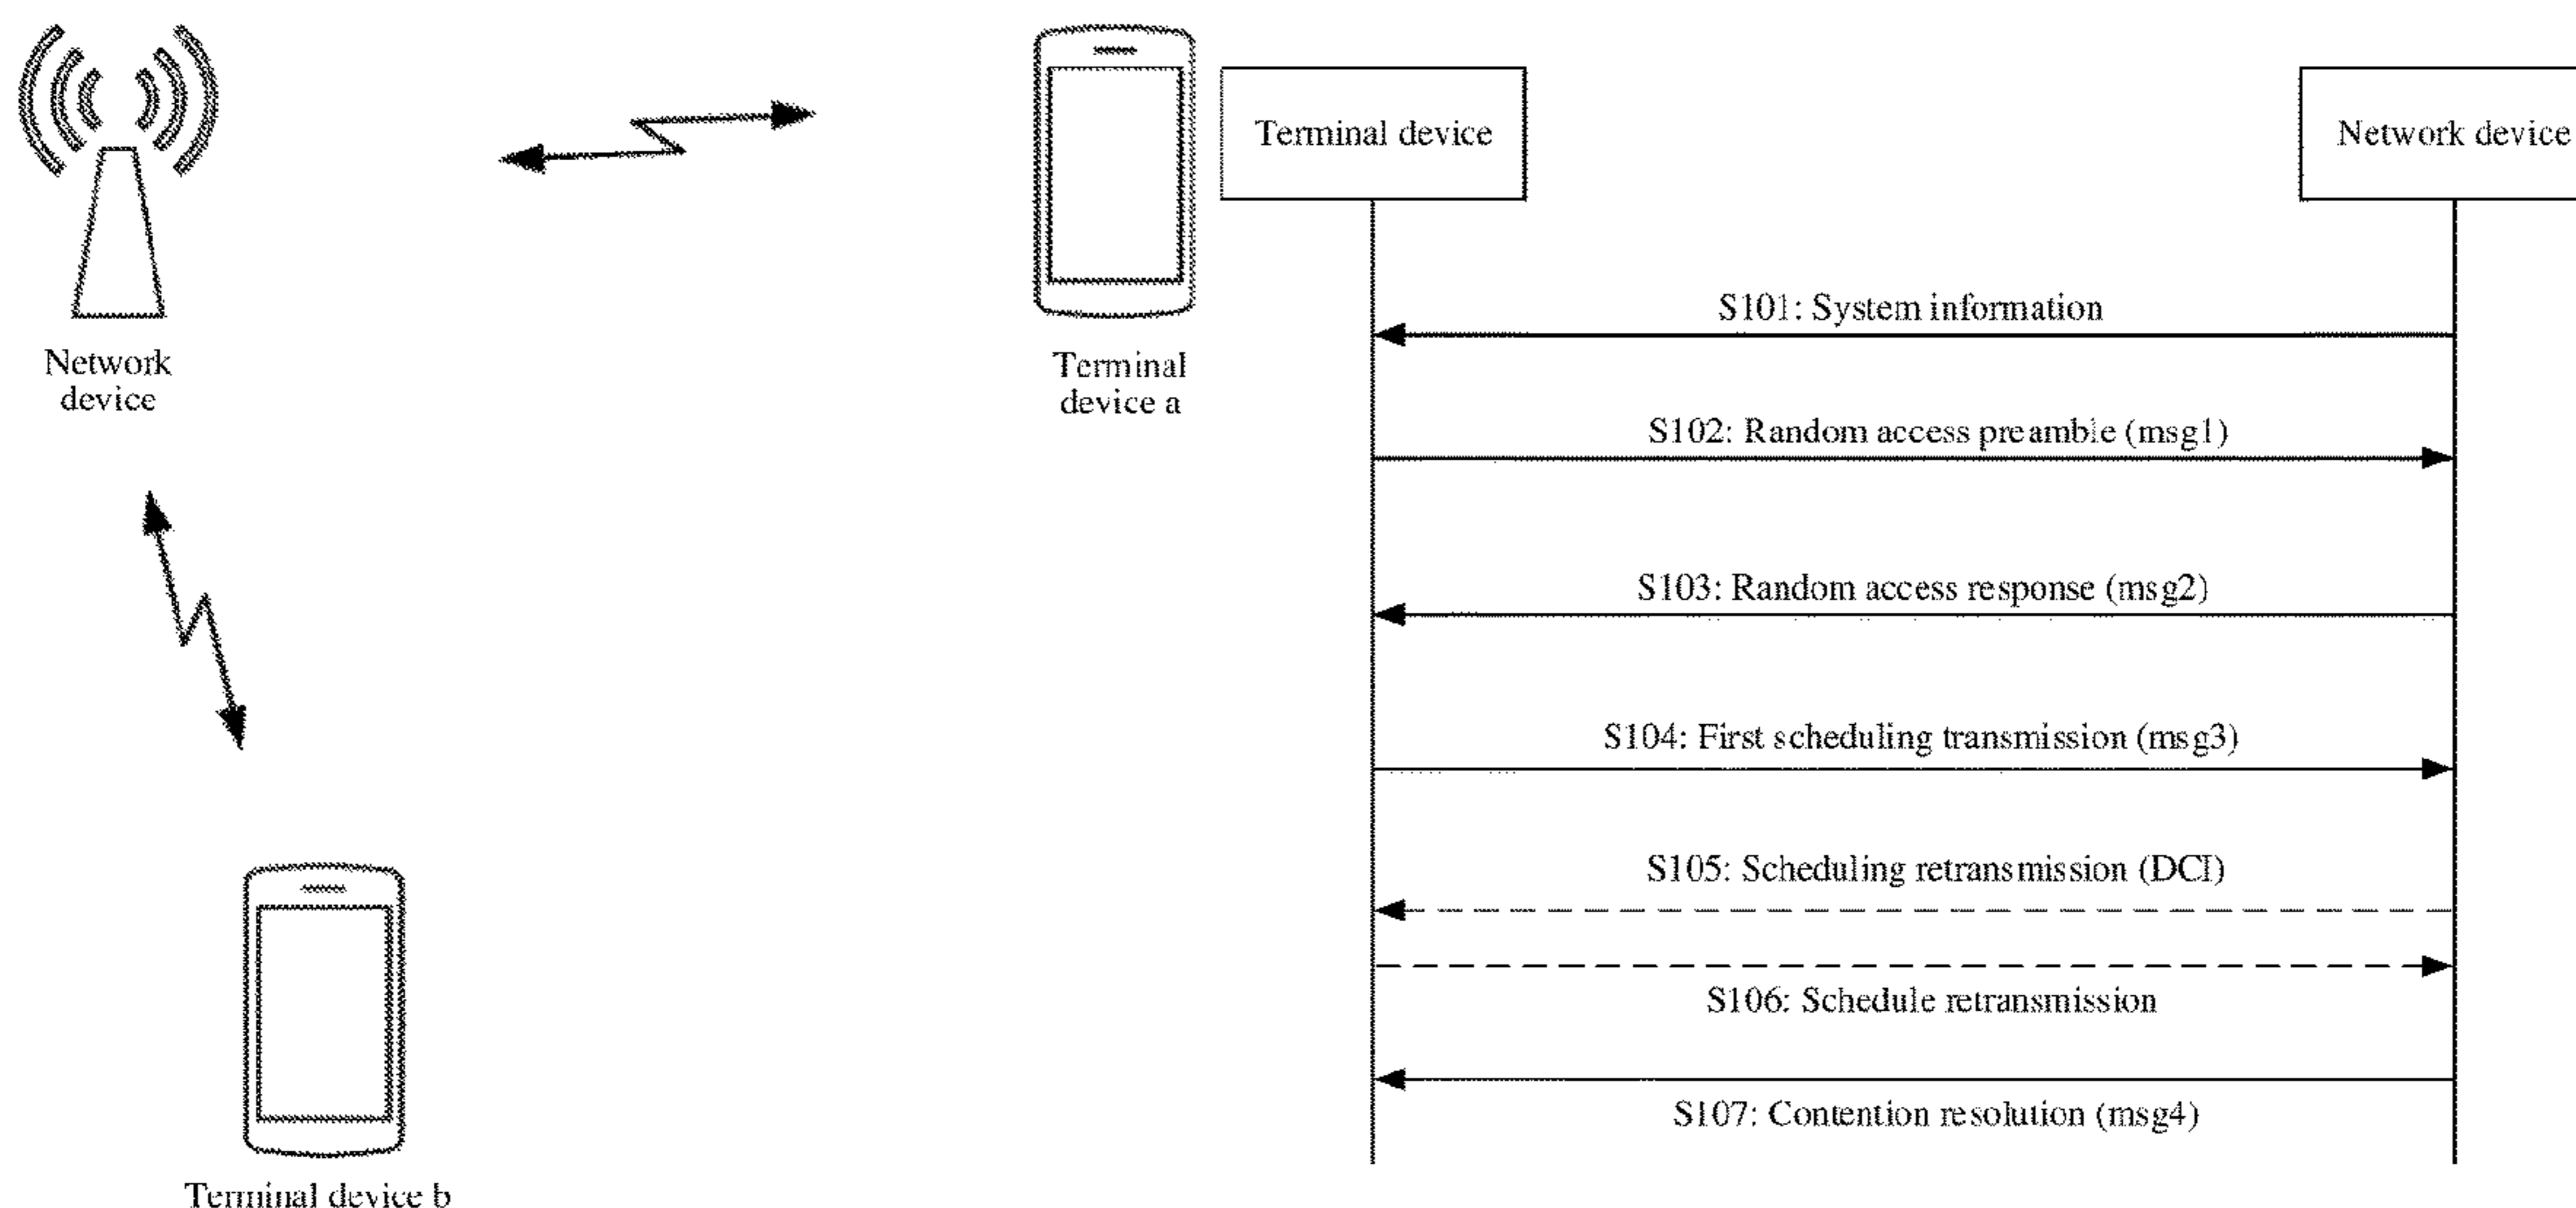 Network
device
Terminal
device a
Terminal device b
Terminal device
Network device
S101: System information
S102: Random access preamble (msg1)
S103: Random access response (msg2)
S104: First scheduling transmission (msg3)
S105: Scheduling retransmission (DCI)
S106: Schedule retransmission
S107: Contention resolution (msg4)